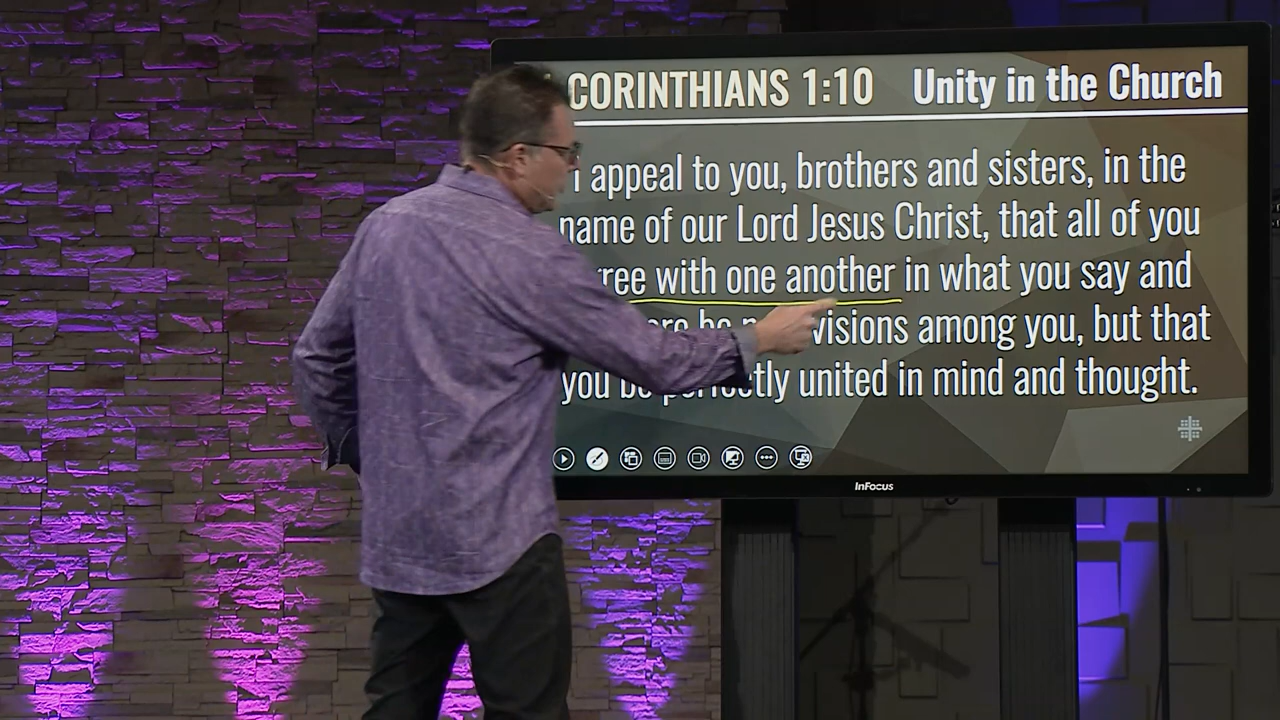 CORINTHIANS 1:10 Unity in the Church
I appeal to you, brothers and sisters, in the
name of our Lord Jesus Christ, that all of you
ree with one another in what you say and
be visions among you, but that
you be perfectly united in mind and thought.
InFocus